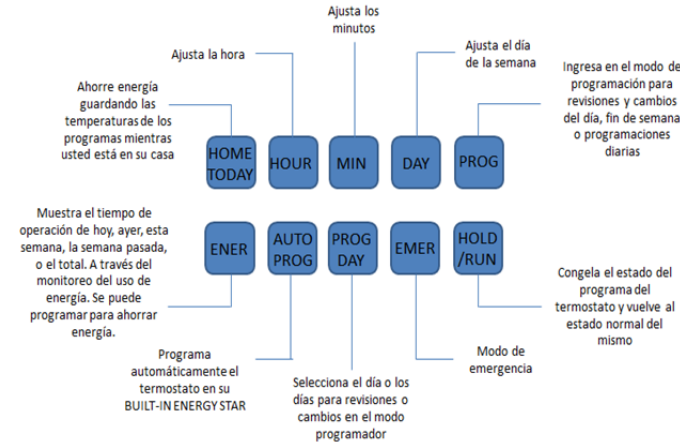 Ajusta los
minutos
Ajusta la hora
Ajusta el día
de la semana
Ingresa en el modo de
programación para
revisiones y cambios
del día, fin de semana
o programaciones
diarias
Ahorre energía
guardando las
temperaturas de los
programas mientras
usted está en su casa
HOME
TODAY
HOUR
MIN
DAY
PROG
Muestra el tiempo de
operación de hoy, ayer, esta
semana, la semana pasada,
o el total. A través del
monitoreo del uso de
energía. Se puede
programar para ahorrar
energía.
ENER
AUTO
PROG
PROG
DAY
EMER
HOLD
/RUN
Congela el estado del
programa del
termostato y vuelve al
estado normal del
mismo
Programa
automáticamente el
termostato en su
BUILT-IN ENERGY STAR
Selecciona el día o los
días para revisiones o
cambios en el modo
programador
Modo de
emergencia